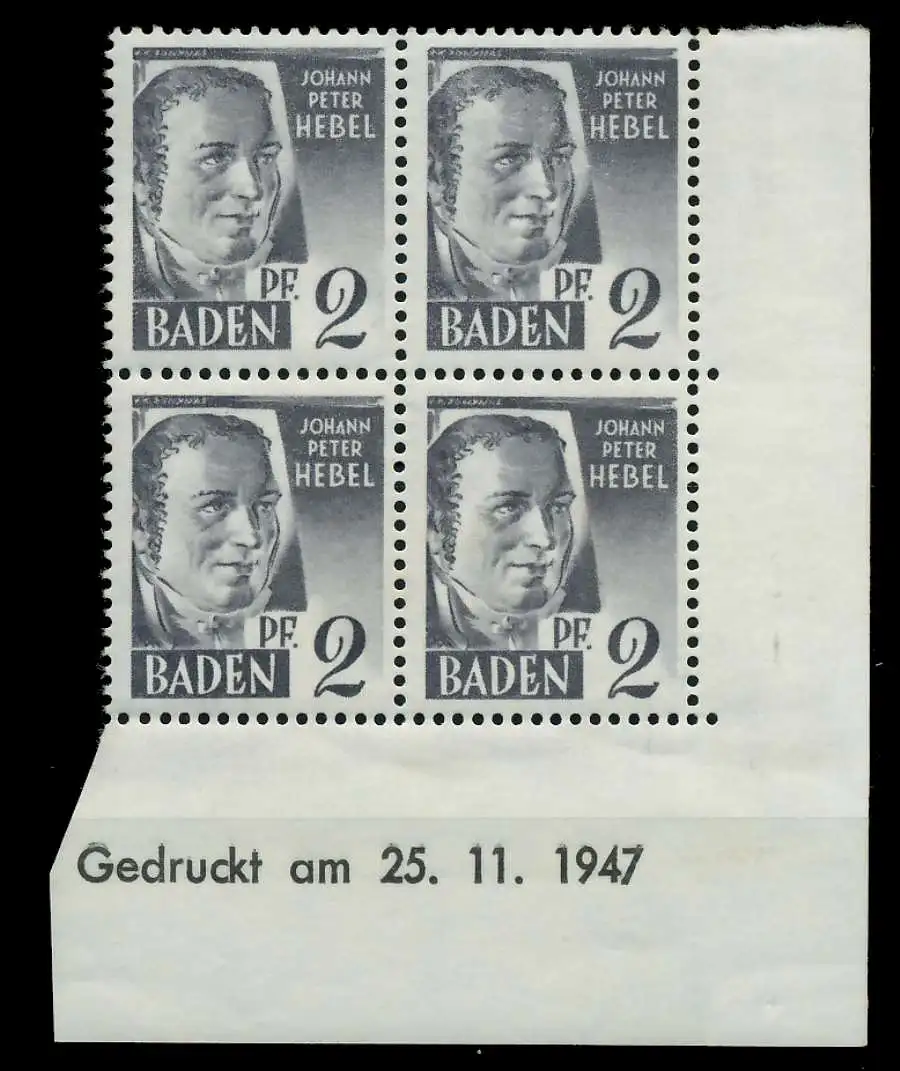 JOHANN
PETER
HEBEL
PF. 2
BADEN
JOHANN
PETER
HEBEL
PF. 2
BADEN
JOHANN
PETER
HEBEL
PF. 2
BADEN
JOHANN
PETER
HEBEL
PF. 2
BADEN
Gedruckt am 25. 11. 1947